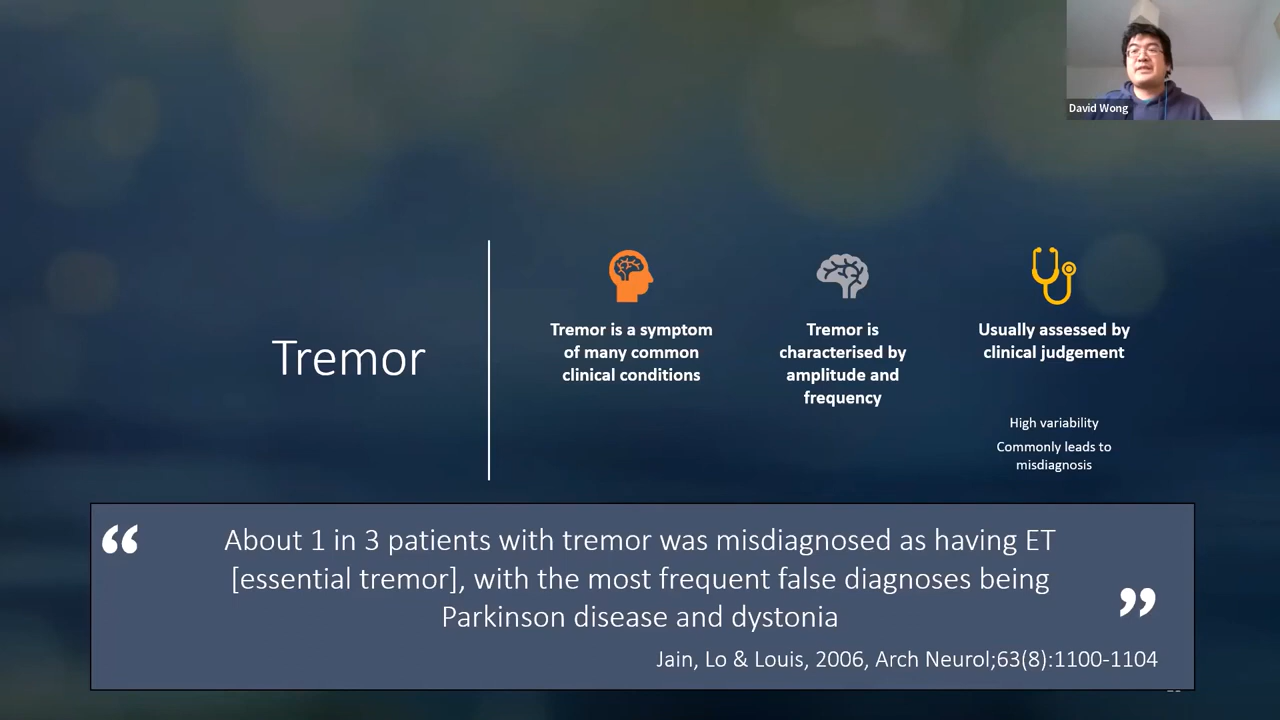 David Wong
Tremor
Tremor is a symptom
of many common
clinical conditions
Tremor is
characterised by
amplitude and
frequency
Usually assessed by
clinical judgement
High variability
Commonly leads to
misdiagnosis
“ About 1 in 3 patients with tremor was misdiagnosed as having ET
[essential tremor], with the most frequent false diagnoses being
Parkinson disease and dystonia ”
Jain, Lo & Louis, 2006, Arch Neurol;63(8):1100-1104